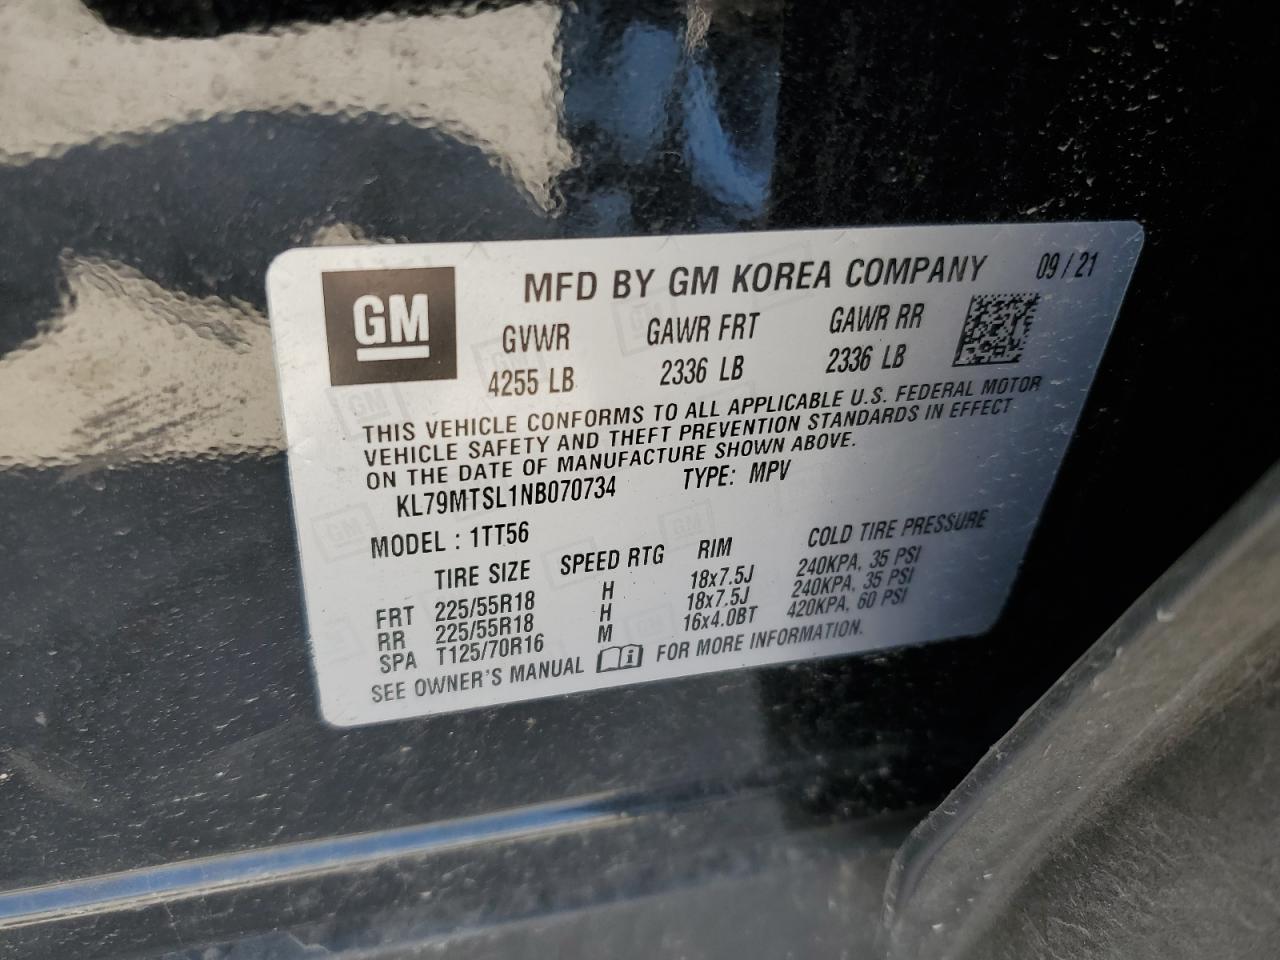 GM
MFD BY GM KOREA COMPANY 09 / 21
GVWR GAWR FRT GAWR RR
4255 LB 2336 LB 2336 LB
THIS VEHICLE CONFORMS TO ALL APPLICABLE U.S. FEDERAL MOTOR
VEHICLE SAFETY AND THEFT PREVENTION STANDARDS IN EFFECT
ON THE DATE OF MANUFACTURE SHOWN ABOVE.
KL79MTSL1NB070734 TYPE: MPV
MODEL : 1TT56
TIRE SIZE SPEED RTG RIM COLD TIRE PRESSURE
FRT 225/55R18 H 18x7.5J 240KPA, 35 PSI
RR 225/55R18 H 18x7.5J 240KPA, 35 PSI
SPA T125/70R16 M 16x4.0BT 420KPA, 60 PSI
SEE OWNER'S MANUAL FOR MORE INFORMATION.